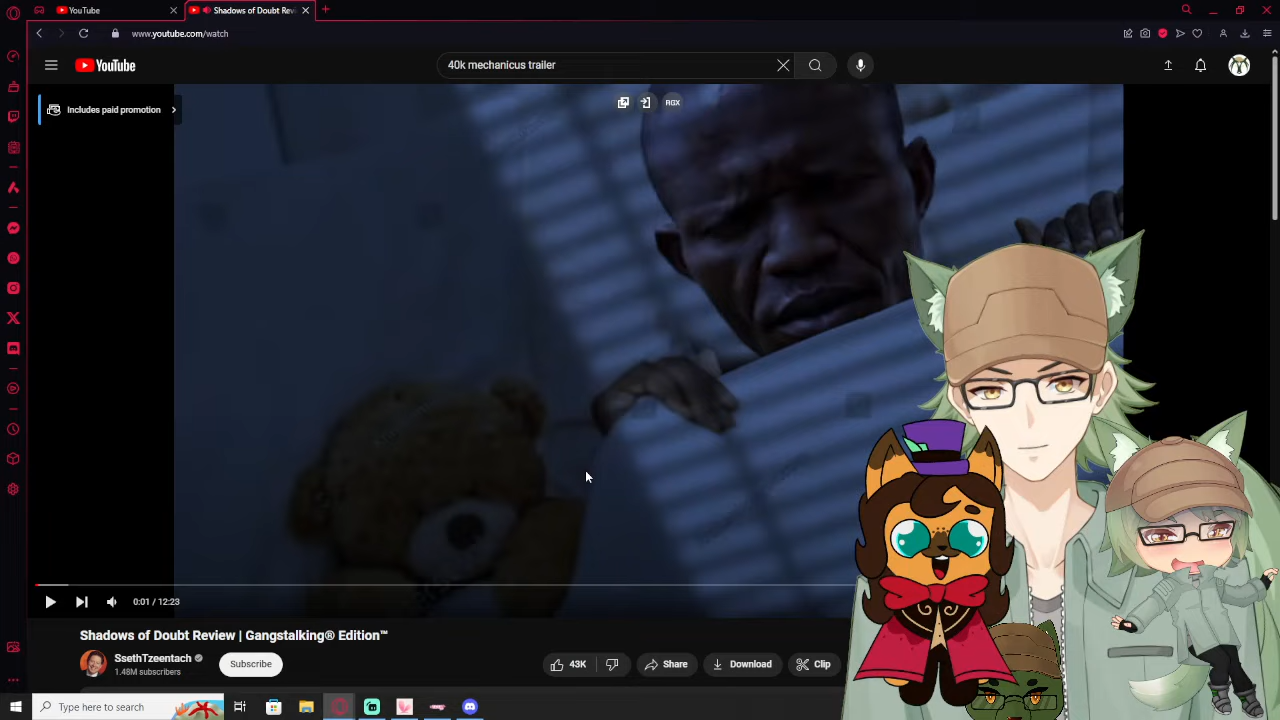 YouTube
Shadows of Doubt Rev
www.youtube.com/watch
YouTube
40k mechanicus trailer
Includes paid promotion
RGX
0:01 / 12:23
Shadows of Doubt Review | Gangstalking® Edition™
SsethTzeentach
1.48M subscribers
Subscribe
43K
Share
Download
Clip
Type here to search